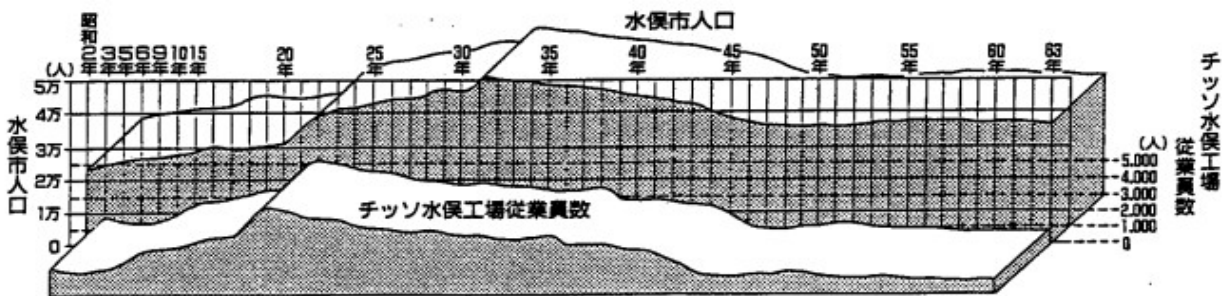 水俣市人口
昭和2年 3年 5年 6年 9年 10年 15年 20年 25年 30年 35年 40年 45年 50年 55年 60年 63年
(人)
5万
4万
3万
2万
1万
0
水俣市人口
チッソ水俣工場従業員数
(人)
5.000
4.000
3.000
2.000
1.000
0
チッソ水俣工場
従業員数